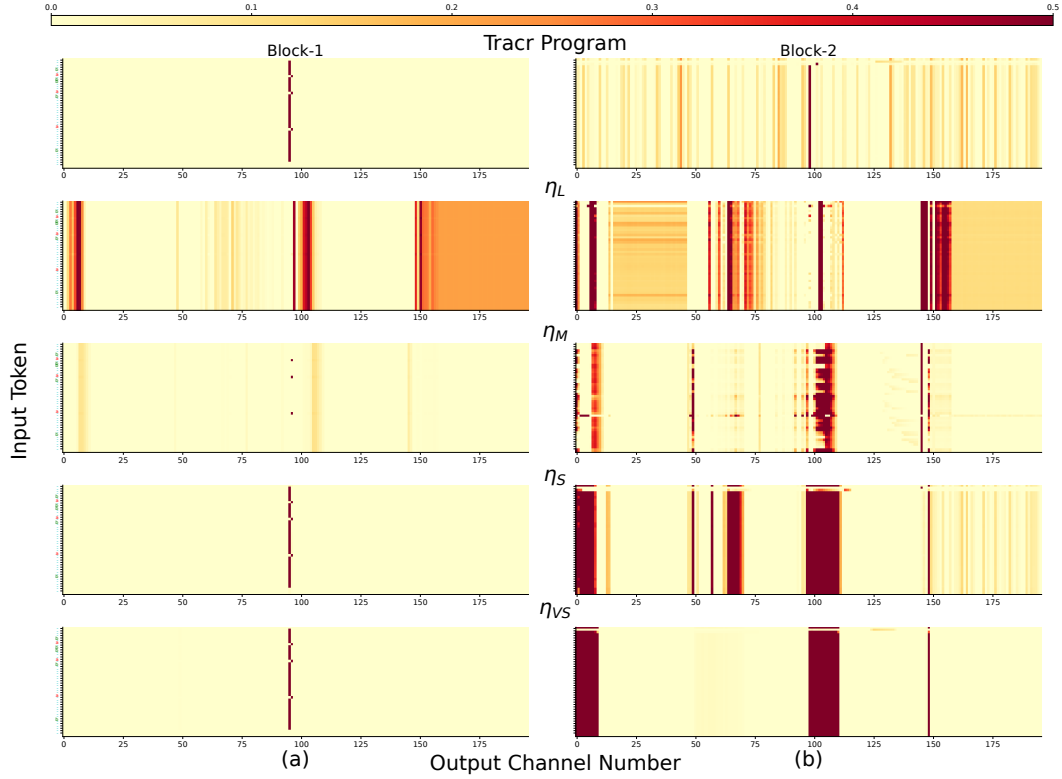 0.0 0.1 0.2 0.3 0.4 0.5
Tracr Program
Block-1 Block-2
0 25 50 75 100 125 150 175 0 25 50 75 100 125 150 175
η_L
0 25 50 75 100 125 150 175 0 25 50 75 100 125 150 175
η_M
Input Token
0 25 50 75 100 125 150 175 0 25 50 75 100 125 150 175
η_S
0 25 50 75 100 125 150 175 0 25 50 75 100 125 150 175
η_VS
0 25 50 75 100 125 150 175 0 25 50 75 100 125 150 175
(a) (b)
Output Channel Number